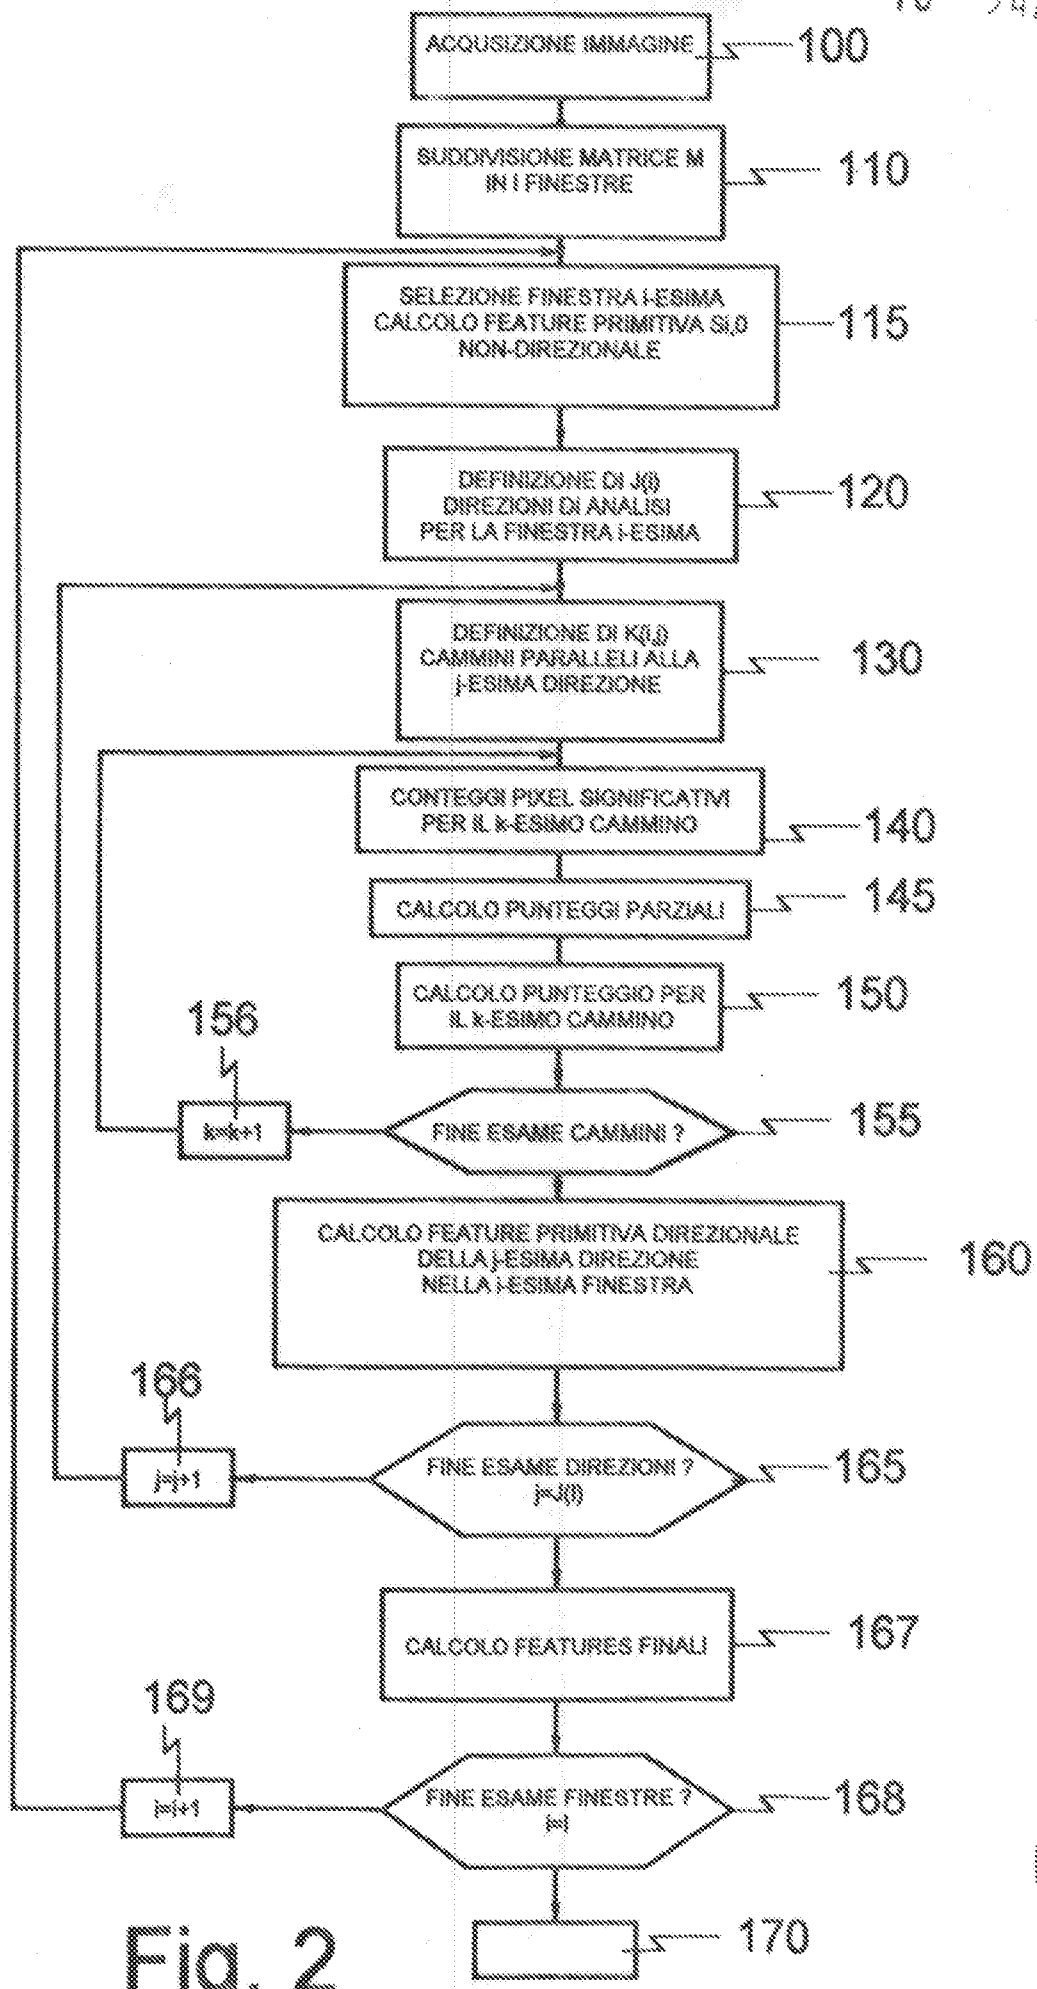 ACQUSIZIONE IMMAGINE
100
SUDDIVISIONE MATRICE M
IN I FINESTRE
110
SELEZIONE FINESTRA i-ESIMA
CALCOLO FEATURE PRIMITIVA Si,0
NON-DIREZIONALE
115
DEFINIZIONE DI J(i)
DIREZIONI DI ANALISI
PER LA FINESTRA i-ESIMA
120
DEFINIZIONE DI K(i,j)
CAMMINI PARALLELI ALLA
j-ESIMA DIREZIONE
130
CONTEGGI PIXEL SIGNIFICATIVI
PER IL k-ESIMO CAMMINO
140
CALCOLO PUNTEGGI PARZIALI
145
CALCOLO PUNTEGGIO PER
IL k-ESIMO CAMMINO
150
156
k=k+1
FINE ESAME CAMMINI ?
155
CALCOLO FEATURE PRIMITIVA DIREZIONALE
DELLA j-ESIMA DIREZIONE
NELLA i-ESIMA FINESTRA
160
166
j=j+1
FINE ESAME DIREZIONI ?
j=J(i)
165
CALCOLO FEATURES FINALI
167
169
i=i+1
FINE ESAME FINESTRE ?
i=I
168
170
Fig. 2